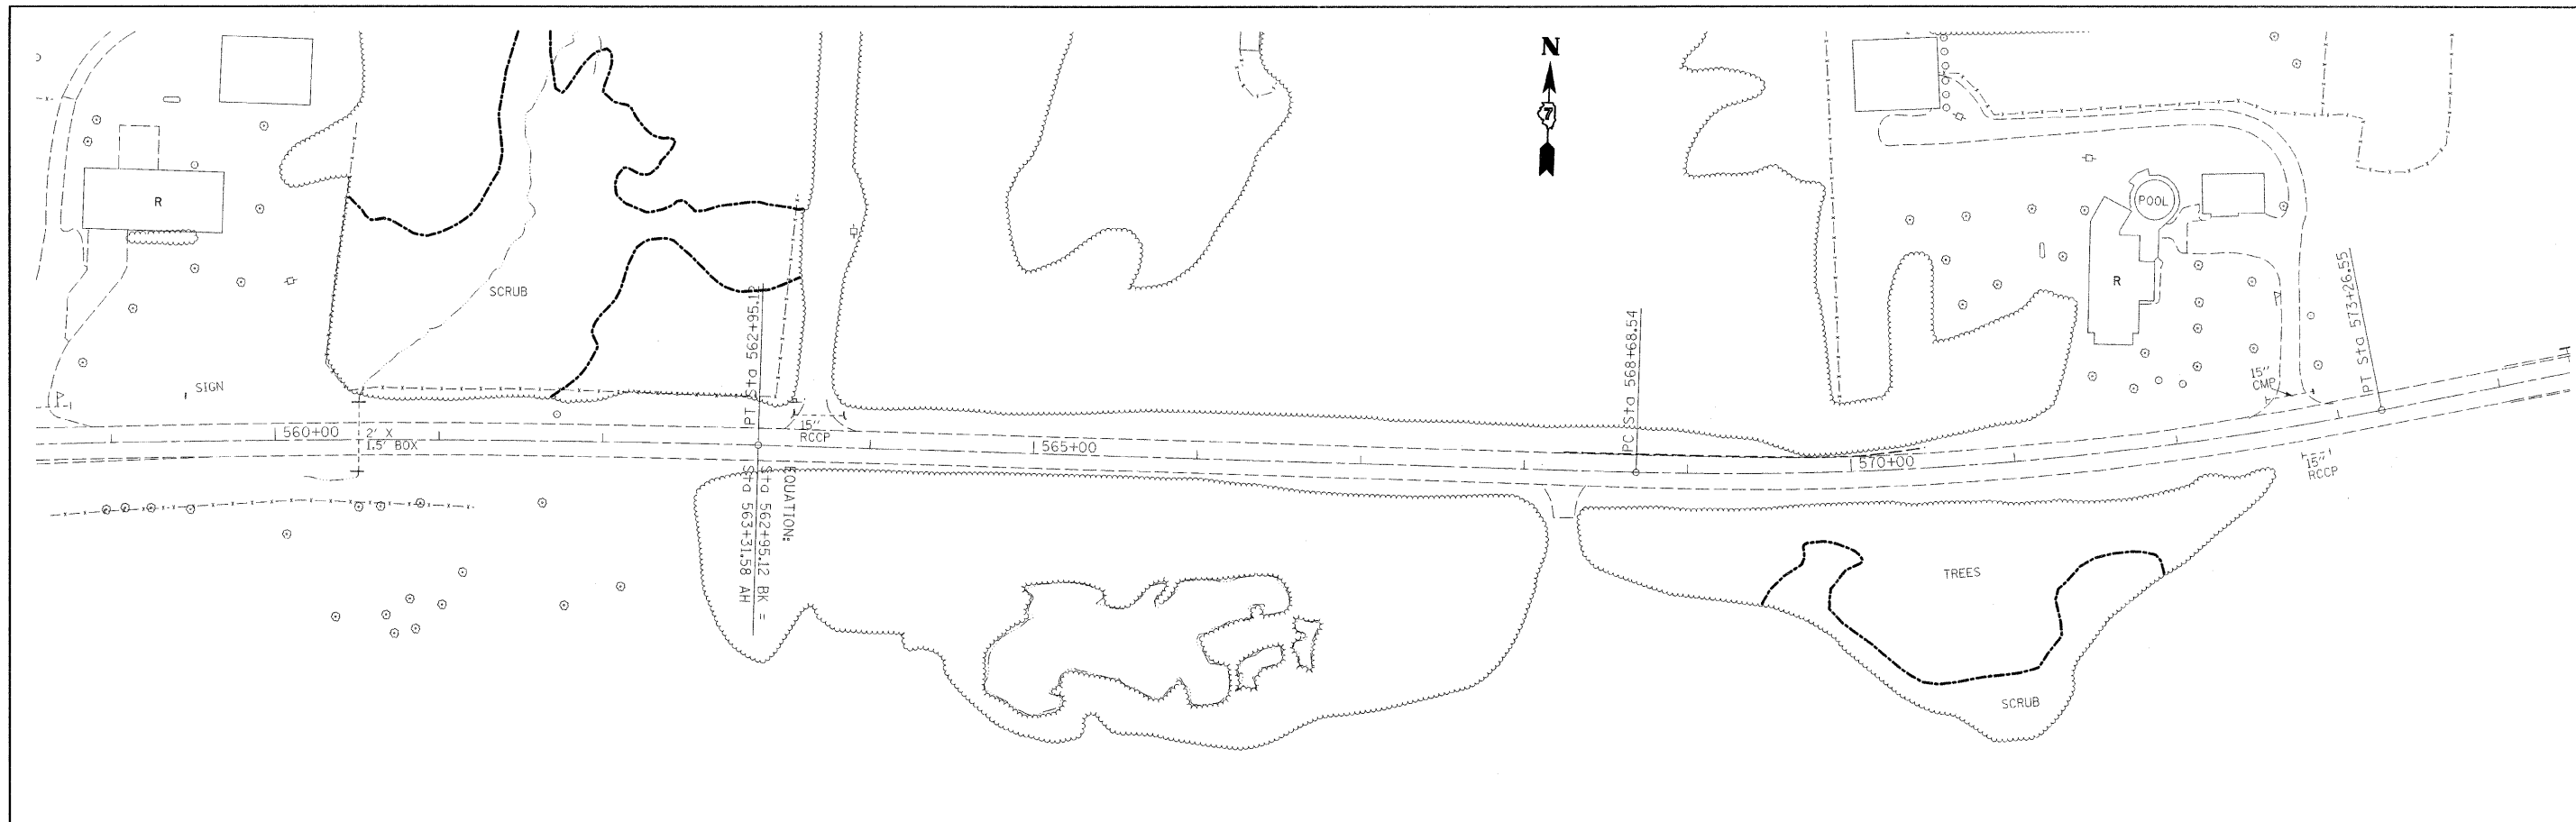 N
7
R
POOL
R
SCRUB
SIGN
PT Sta 562+95.12
PC Sta 568+68.54
PT Sta 573+26.55
15"
CMP
560+00
2' X
1.5' BOX
15"
RCCP
565+00
570+00
15"
RCCP
EQUATION:
Sta 562+95.12 BK =
Sta 563+31.58 AH
TREES
SCRUB